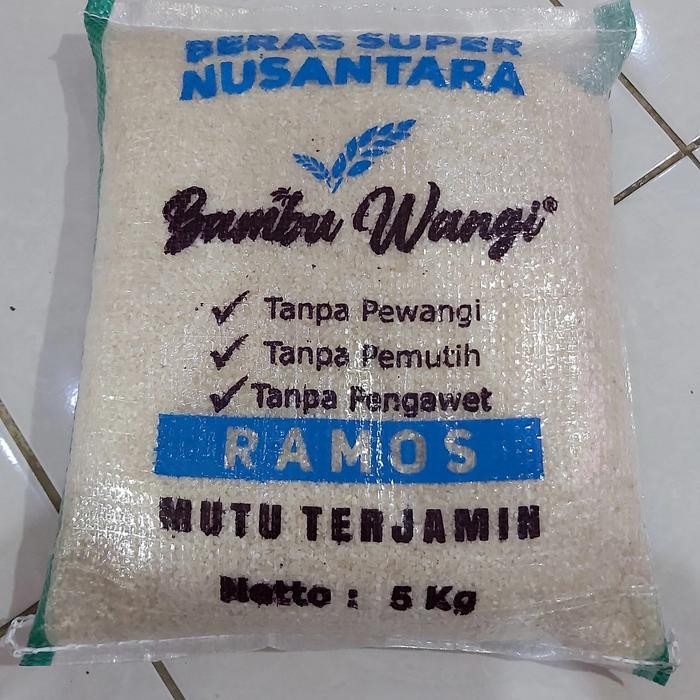 BERAS SUPER
NUSANTARA
Bambu Wangi®
✓ Tanpa Pewangi
✓ Tanpa Pemutih
✓ Tanpa Pengawet
RAMOS
MUTU TERJAMIN
Netto : 5 Kg